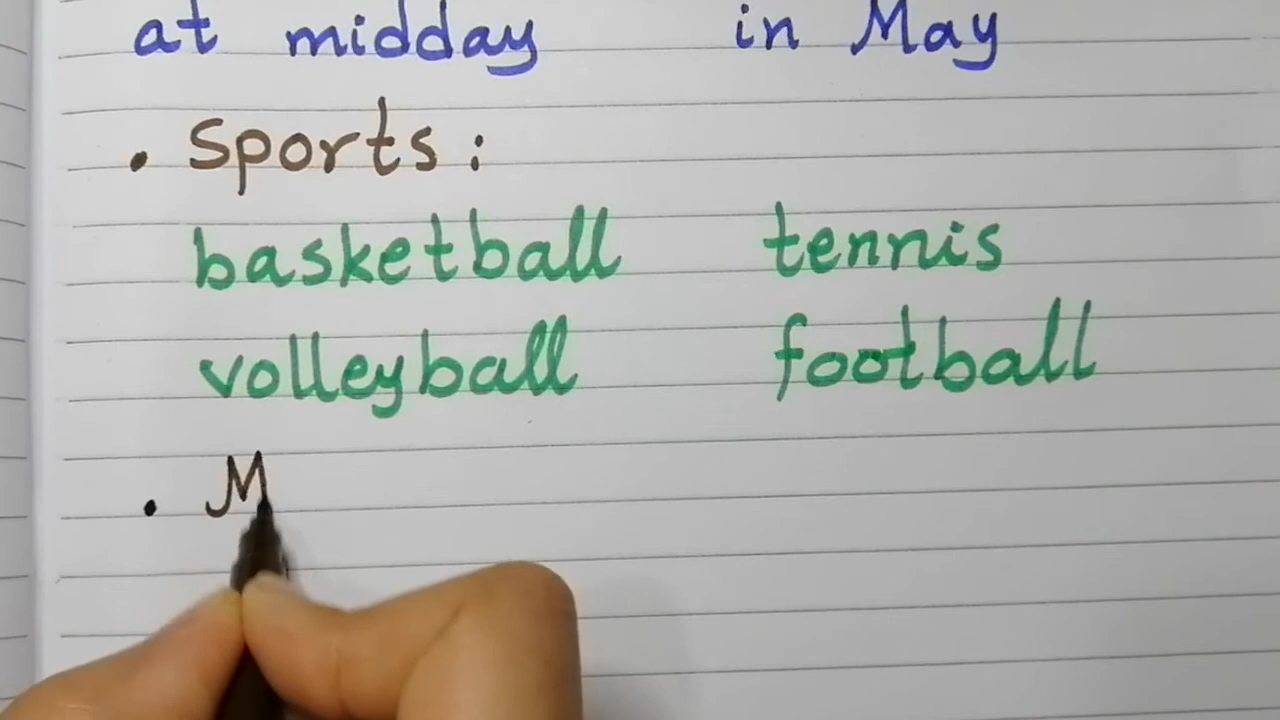 at midday in May
. Sports :
basketball tennis
volleyball football
. M